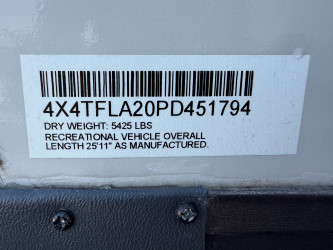 4X4TFLA20PD451794
DRY WEIGHT: 5425 LBS
RECREATIONAL VEHICLE OVERALL
LENGTH 25'11" AS MANUFACTURED.